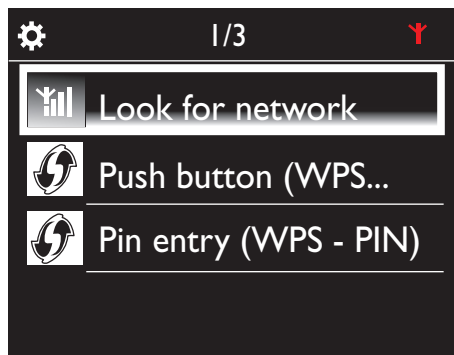 1/3
Look for network
Push button (WPS...
Pin entry (WPS - PIN)